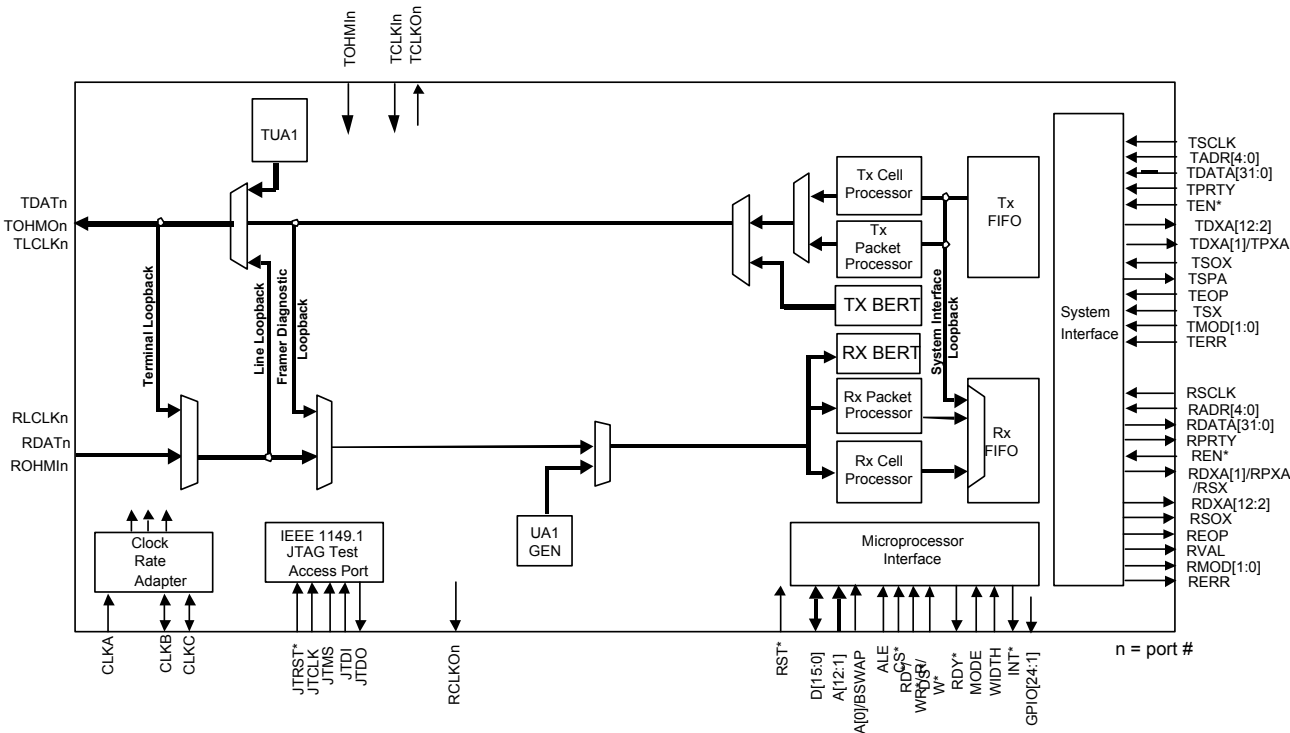 TOHMIn
TCLKIn
TCLKOn
TUA1
TDATn
TOHMOn
TLCLKn
Terminal Loopback
Line Loopback
Framer Diagnostic
Loopback
Tx Cell
Processor
Tx
Packet
Processor
TX BERT
RX BERT
Rx Packet
Processor
Rx Cell
Processor
Tx
FIFO
System Interface
Loopback
Rx
FIFO
System
Interface
TSCLK
TADR[4:0]
TDATA[31:0]
TPRTY
TEN*
TDXA[12:2]
TDXA[1]/TPXA
TSOX
TSPA
TEOP
TSX
TMOD[1:0]
TERR
RSCLK
RADR[4:0]
RDATA[31:0]
RPRTY
REN*
RDXA[1]/RPXA
/RSX
RDXA[12:2]
RSOX
REOP
RVAL
RMOD[1:0]
RERR
RLCLKn
RDATn
ROHMIn
Clock
Rate
Adapter
IEEE 1149.1
JTAG Test
Access Port
UA1
GEN
Microprocessor
Interface
CLKA
CLKB
CLKC
JTRST*
JTCLK
JTMS
JTDI
JTDO
RCLKOn
RST*
D[15:0]
A[12:1]
A[0]/BSWAP
ALE
CS*
RD*/
DS*
WR*/R/
W*
RDY*
MODE
WIDTH
INT*
GPIO[24:1]
n = port #